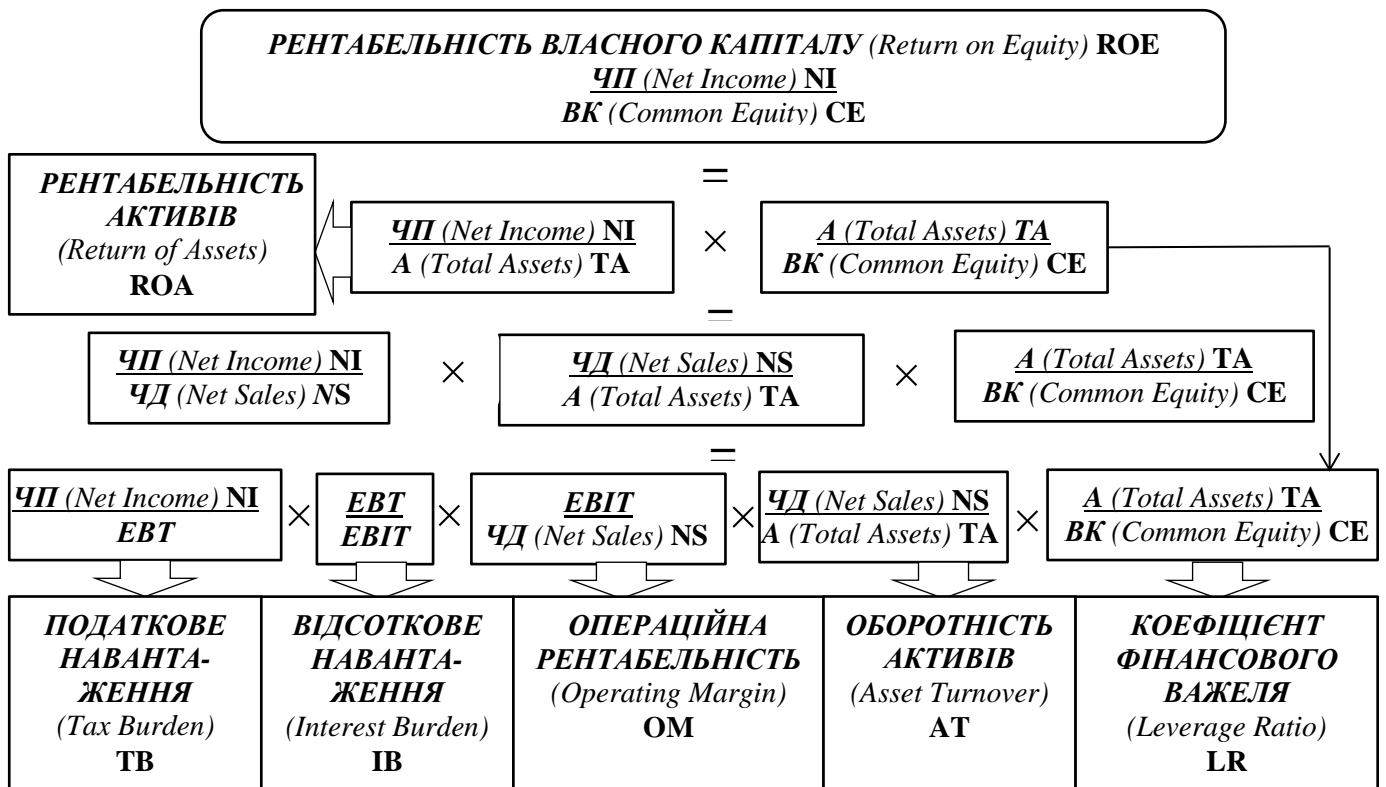 РЕНТАБЕЛЬНІСТЬ ВЛАСНОГО КАПІТАЛУ (Return on Equity) ROE
ЧП (Net Income) NI
ВК (Common Equity) CE
=
РЕНТАБЕЛЬНІСТЬ
АКТИВІВ
(Return of Assets)
ROA
ЧП (Net Income) NI
А (Total Assets) TA
×
А (Total Assets) TA
ВК (Common Equity) CE
=
ЧП (Net Income) NI
ЧД (Net Sales) NS
×
ЧД (Net Sales) NS
А (Total Assets) TA
×
А (Total Assets) TA
ВК (Common Equity) CE
=
ЧП (Net Income) NI
EBT
×
EBT
EBIT
×
EBIT
ЧД (Net Sales) NS
×
ЧД (Net Sales) NS
А (Total Assets) TA
×
А (Total Assets) TA
ВК (Common Equity) CE
ПОДАТКОВЕ
НАВАНТА-
ЖЕННЯ
(Tax Burden)
TB
ВІДСОТКОВЕ
НАВАНТА-
ЖЕННЯ
(Interest Burden)
IB
ОПЕРАЦІЙНА
РЕНТАБЕЛЬНІСТЬ
(Operating Margin)
OM
ОБОРОТНІСТЬ
АКТИВІВ
(Asset Turnover)
AT
КОЕФІЦІЄНТ
ФІНАНСОВОГО
ВАЖЕЛЯ
(Leverage Ratio)
LR